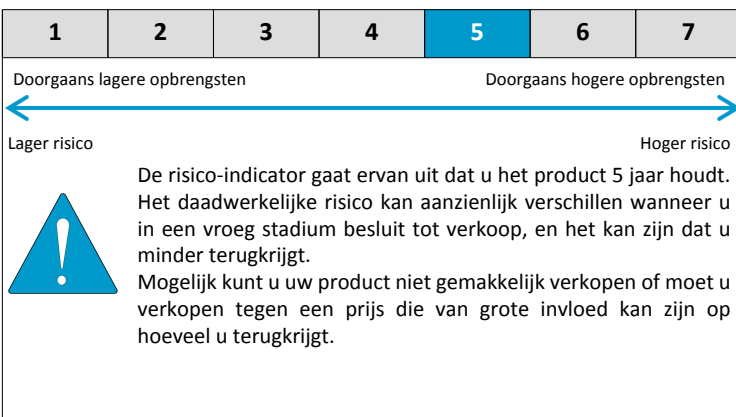 1 2 3 4 5 6 7
Doorgaans lagere opbrengsten Doorgaans hogere opbrengsten
Lager risico Hoger risico
De risico-indicator gaat ervan uit dat u het product 5 jaar houdt.
Het daadwerkelijke risico kan aanzienlijk verschillen wanneer u
in een vroeg stadium besluit tot verkoop, en het kan zijn dat u
minder terugkrijgt.
Mogelijk kunt u uw product niet gemakkelijk verkopen of moet u
verkopen tegen een prijs die van grote invloed kan zijn op
hoeveel u terugkrijgt.